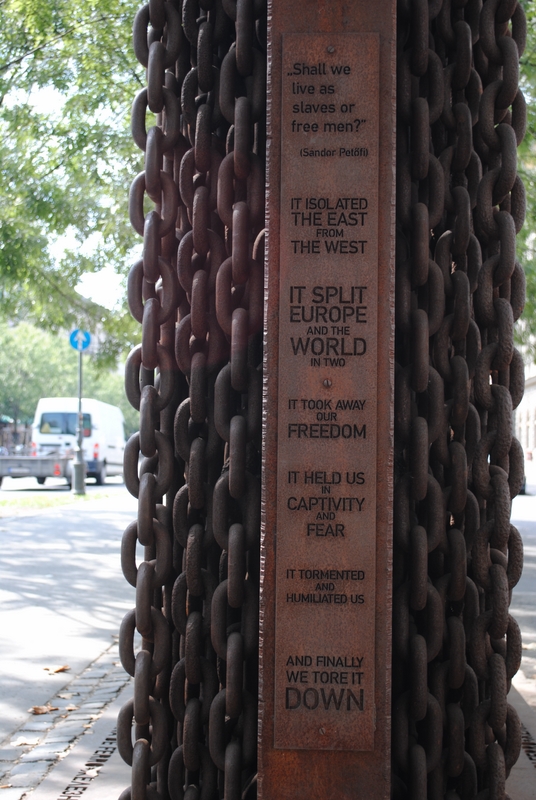 „Shall we
live as
slaves or
free men?”
(Sándor Petőfi)
IT ISOLATED
THE EAST
FROM
THE WEST
IT SPLIT
EUROPE
AND THE
WORLD
IN TWO
IT TOOK AWAY
OUR
FREEDOM
IT HELD US
IN
CAPTIVITY
AND
FEAR
IT TORMENTED
AND
HUMILIATED US
AND FINALLY
WE TORE IT
DOWN